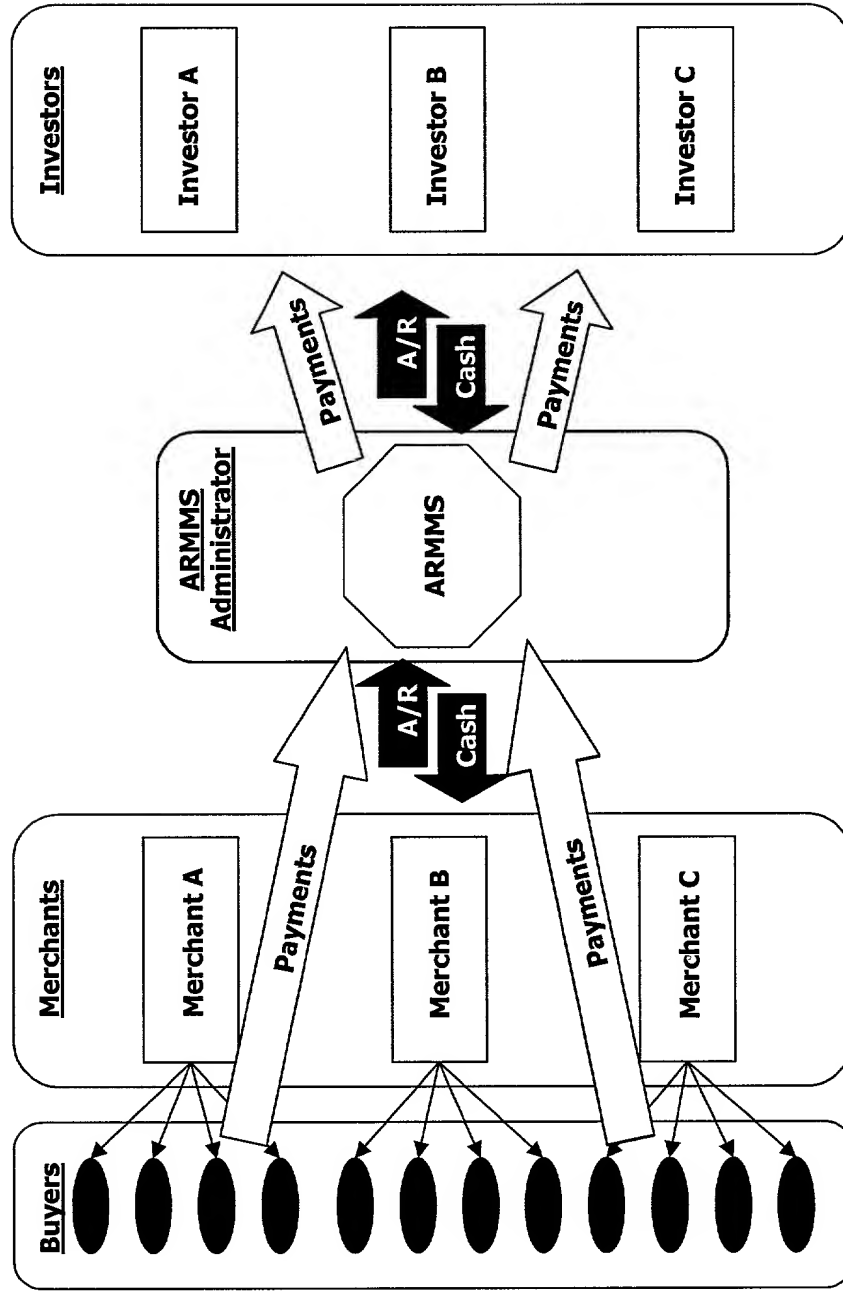 Buyers
Merchants
Merchant A
Merchant B
Merchant C
Payments
Payments
A/R
Cash
ARMMS
Administrator
ARMMS
Payments
Payments
A/R
Cash
Investors
Investor A
Investor B
Investor C